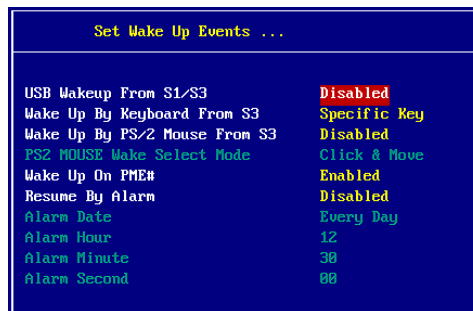 Set Wake Up Events ...
USB Wakeup From S1/S3 Disabled
Wake Up By Keyboard From S3 Specific Key
Wake Up By PS/2 Mouse From S3 Disabled
PS2 MOUSE Wake Select Mode Click & Move
Wake Up On PME# Enabled
Resume By Alarm Disabled
Alarm Date Every Day
Alarm Hour 12
Alarm Minute 30
Alarm Second 00